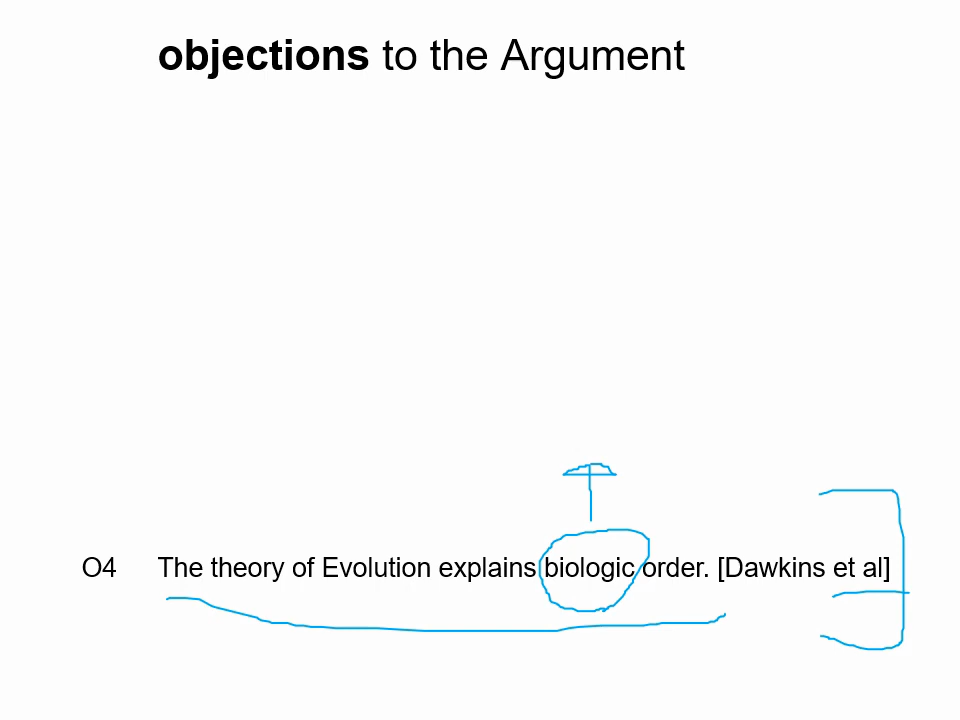 objections to the Argument
O4 The theory of Evolution explains biologic order. [Dawkins et al]